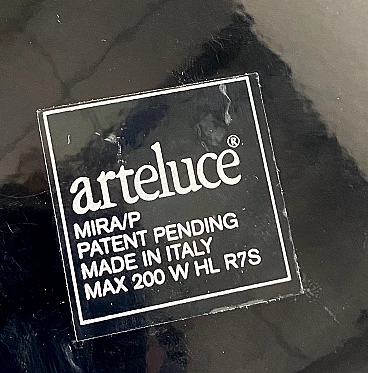 arteluce®
MIRA/P
PATENT PENDING
MADE IN ITALY
MAX 200 W HL R7S